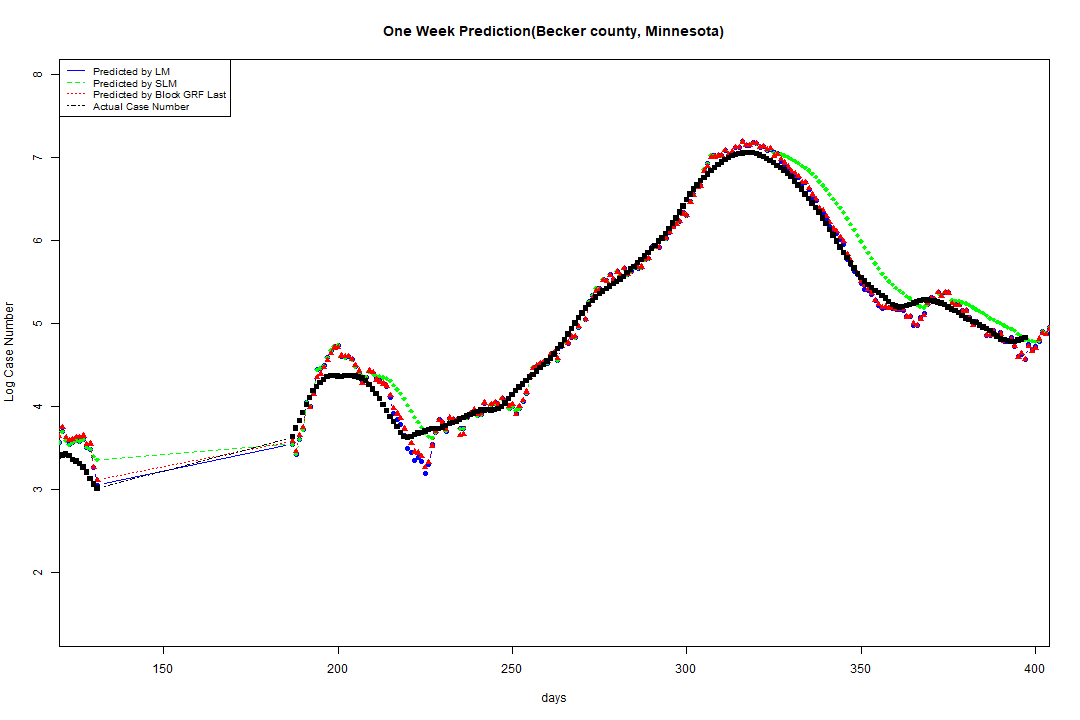 One Week Prediction(Becker county, Minnesota)
Predicted by LM
Predicted by SLM
Predicted by Block GRF Last
Actual Case Number
8
7
6
5
4
3
2
Log Case Number
150 200 250 300 350 400
days